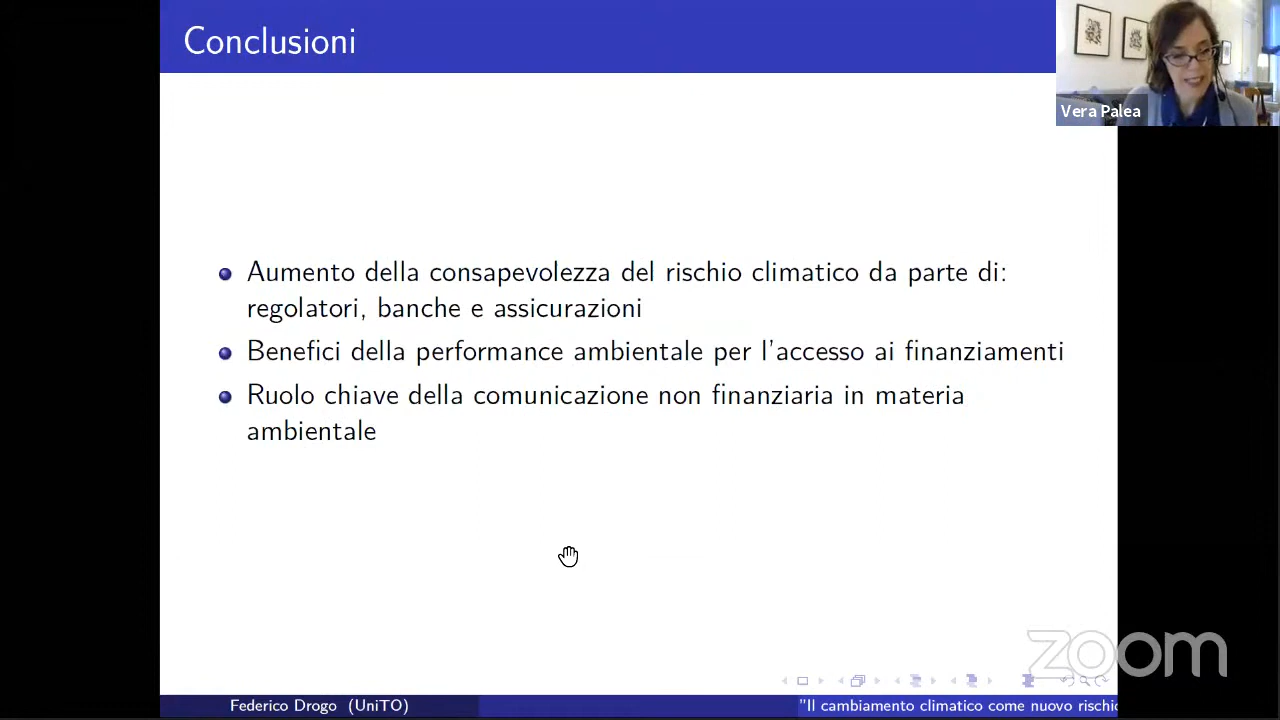 Conclusioni
Vera Palea
Aumento della consapevolezza del rischio climatico da parte di:
regolatori, banche e assicurazioni
Benefici della performance ambientale per l'accesso ai finanziamenti
Ruolo chiave della comunicazione non finanziaria in materia
ambientale
zoom
Federico Drogo (UniTO)
"Il cambiamento climatico come nuovo rischio